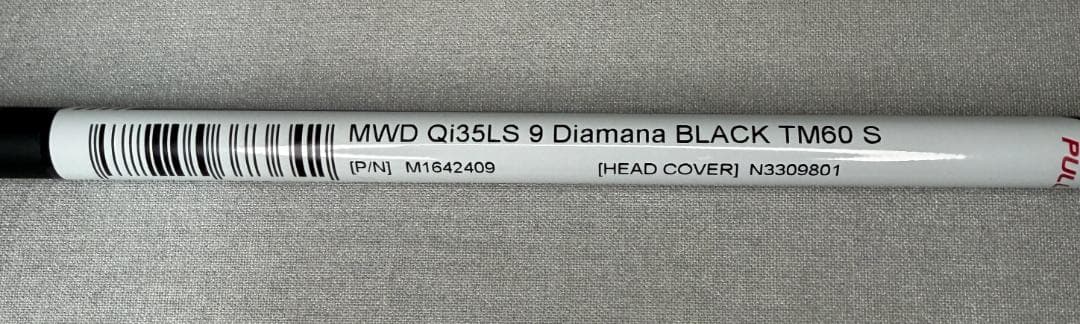 MWD Qi35LS 9 Diamana BLACK TM60 S
[P/N] M1642409 [HEAD COVER] N3309801